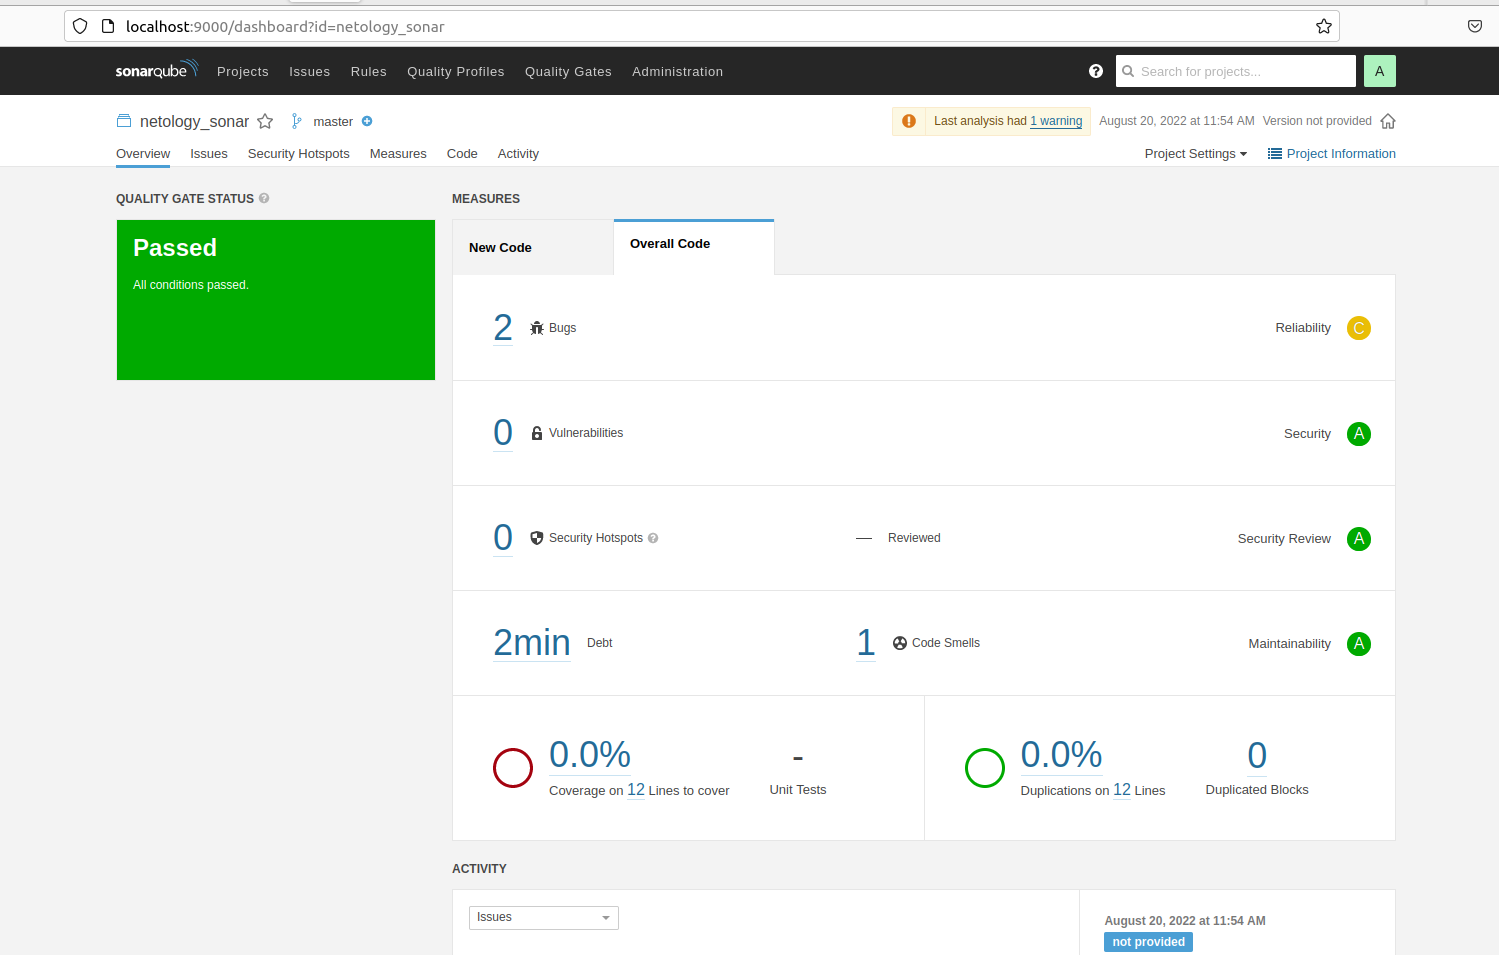 localhost:9000/dashboard?id=netology_sonar
sonarqube Projects Issues Rules Quality Profiles Quality Gates Administration ? Search for projects... A
netology_sonar master Last analysis had 1 warning August 20, 2022 at 11:54 AM Version not provided
Overview Issues Security Hotspots Measures Code Activity Project Settings Project Information
QUALITY GATE STATUS ?
Passed
All conditions passed.
MEASURES
New Code Overall Code
2 Bugs Reliability C
0 Vulnerabilities Security A
0 Security Hotspots ? — Reviewed Security Review A
2min Debt 1 Code Smells Maintainability A
0.0% - 0.0% 0
Coverage on 12 Lines to cover Unit Tests Duplications on 12 Lines Duplicated Blocks
ACTIVITY
Issues
August 20, 2022 at 11:54 AM
not provided